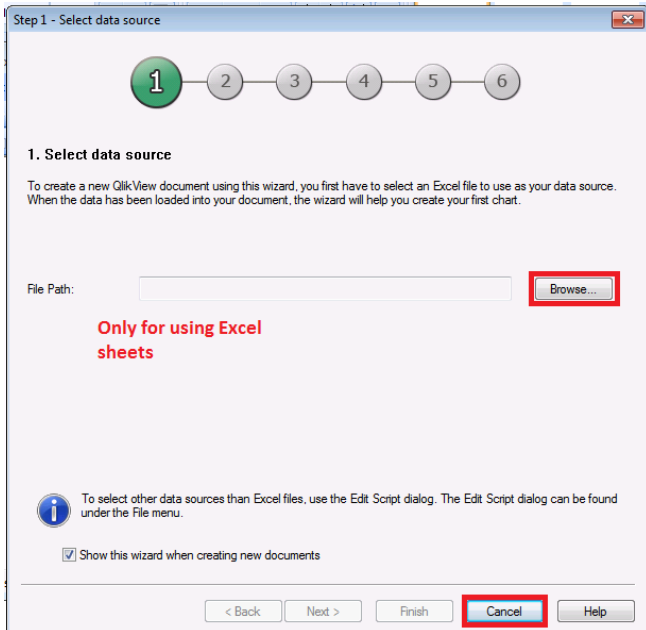 Step 1 - Select data source
1 2 3 4 5 6
1. Select data source
To create a new QlikView document using this wizard, you first have to select an Excel file to use as your data source.
When the data has been loaded into your document, the wizard will help you create your first chart.
File Path:
Browse...
Only for using Excel
sheets
To select other data sources than Excel files, use the Edit Script dialog. The Edit Script dialog can be found
under the File menu.
Show this wizard when creating new documents
< Back Next > Finish Cancel Help